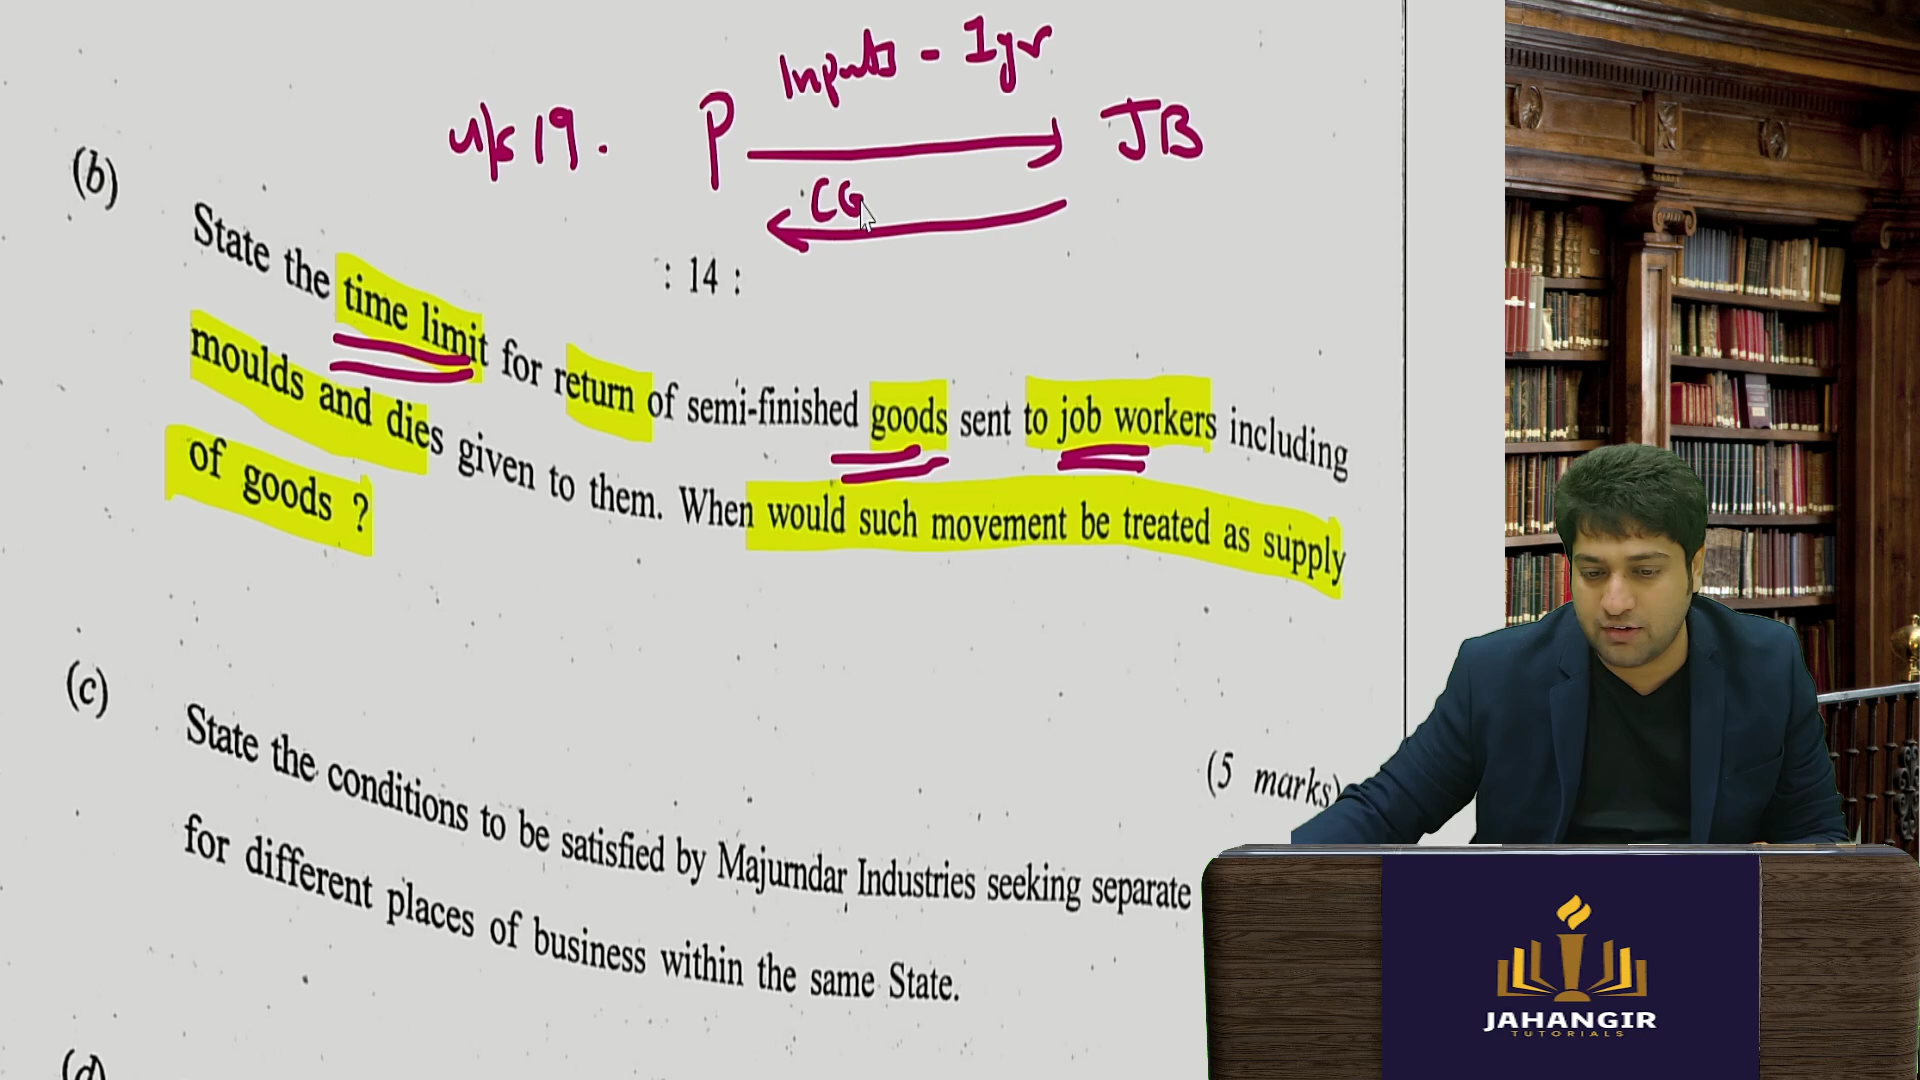 Inputs - 1yr
u/s 19. P JB
CG
: 14 :
(b)
State the time limit for return of semi-finished goods sent to job workers including
moulds and dies given to them. When would such movement be treated as supply
of goods ?
(5 marks)
(c)
State the conditions to be satisfied by Majumdar Industries seeking separate
for different places of business within the same State.
(d)
JAHANGIR
TUTORIALS